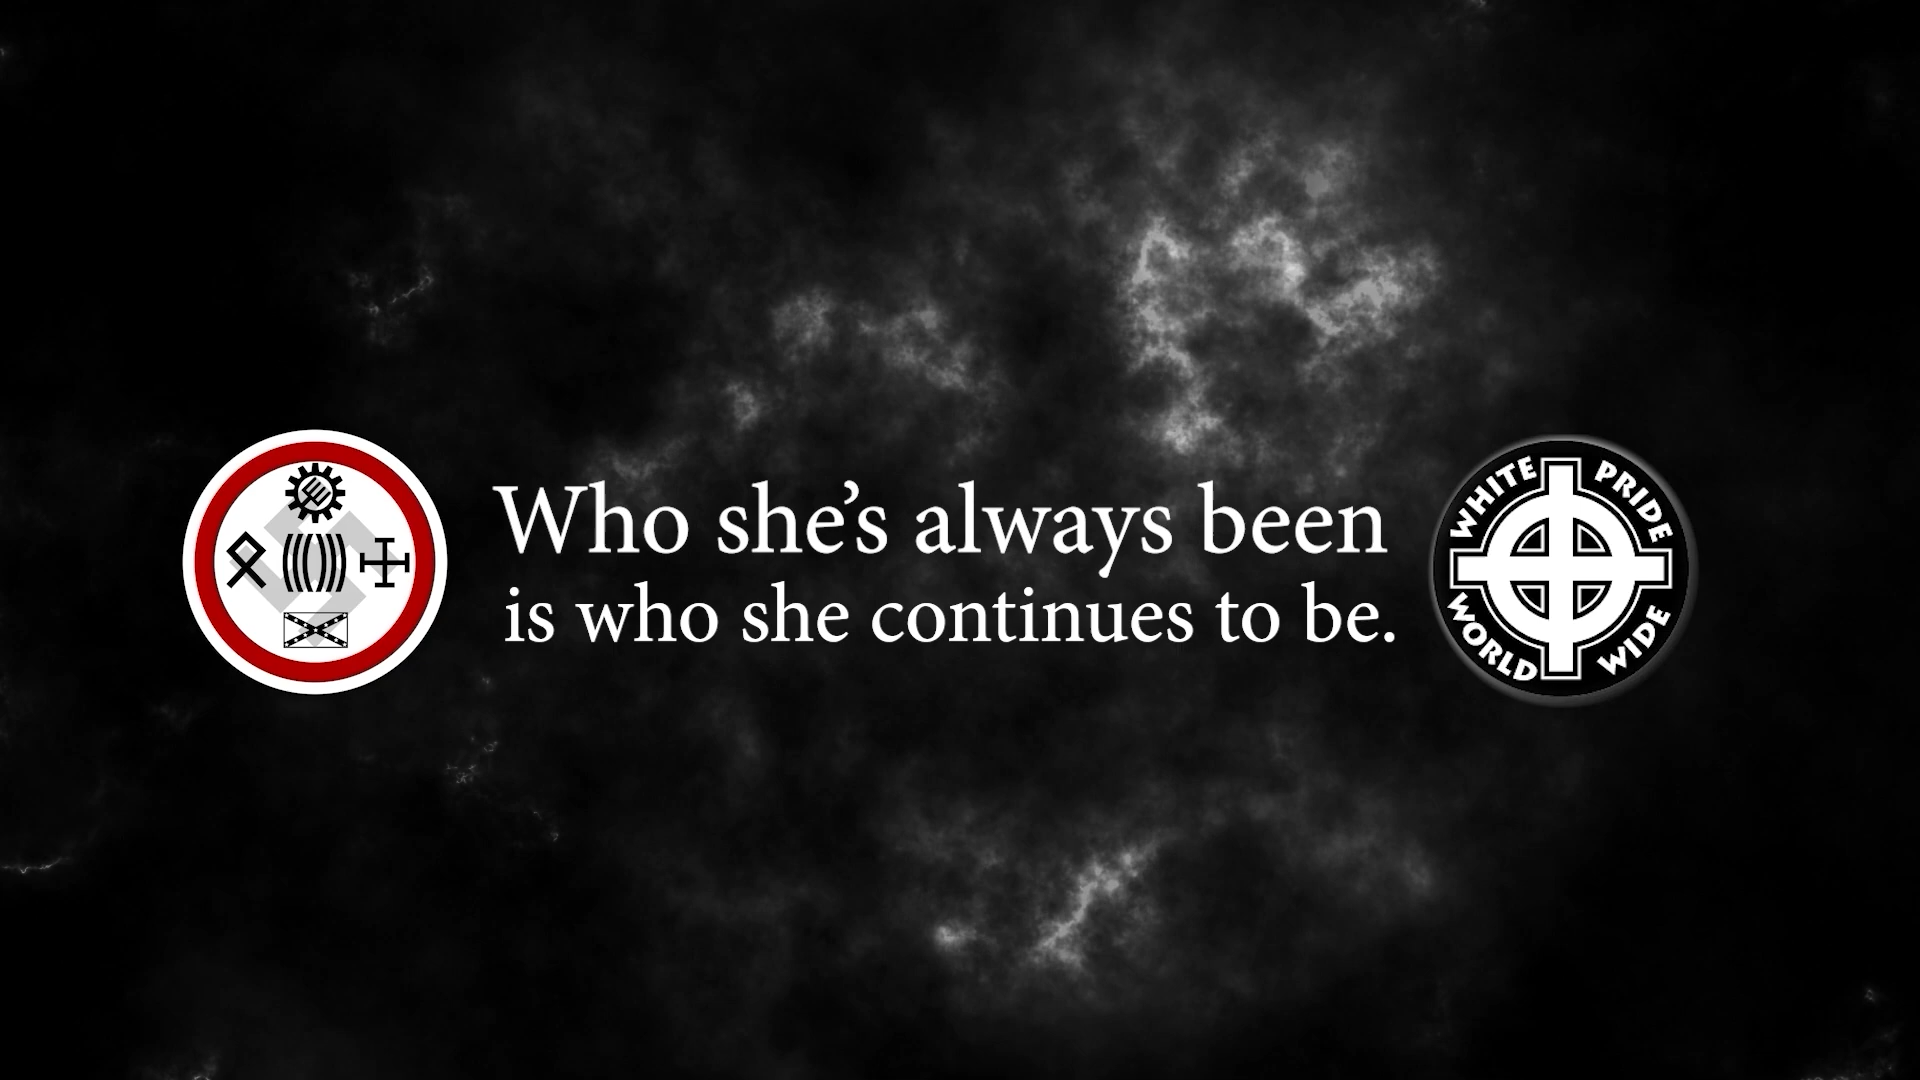 Who she’s always been
is who she continues to be.
WHITE PRIDE
WORLD WIDE